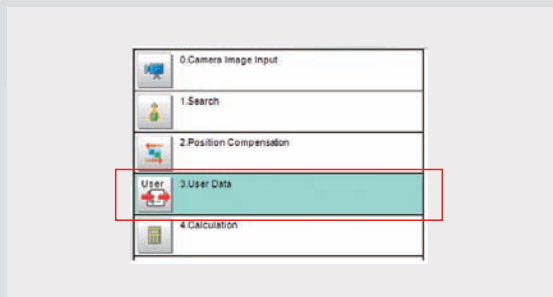 0.Camera Image Input
1.Search
2.Position Compensation
User
3.User Data
4.Calculation